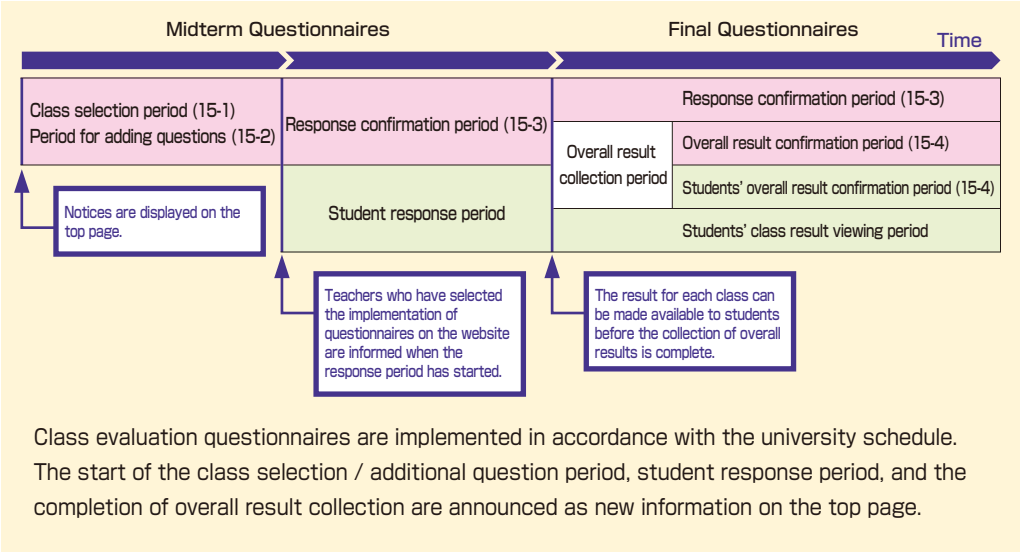 Midterm Questionnaires
Final Questionnaires
Time
Class selection period (15-1)
Period for adding questions (15-2)
Response confirmation period (15-3)
Student response period
Response confirmation period (15-3)
Overall result
collection period
Overall result confirmation period (15-4)
Students' overall result confirmation period (15-4)
Students' class result viewing period
Notices are displayed on the
top page.
Teachers who have selected
the implementation of
questionnaires on the website
are informed when the
response period has started.
The result for each class can
be made available to students
before the collection of overall
results is complete.
Class evaluation questionnaires are implemented in accordance with the university schedule.
The start of the class selection / additional question period, student response period, and the
completion of overall result collection are announced as new information on the top page.